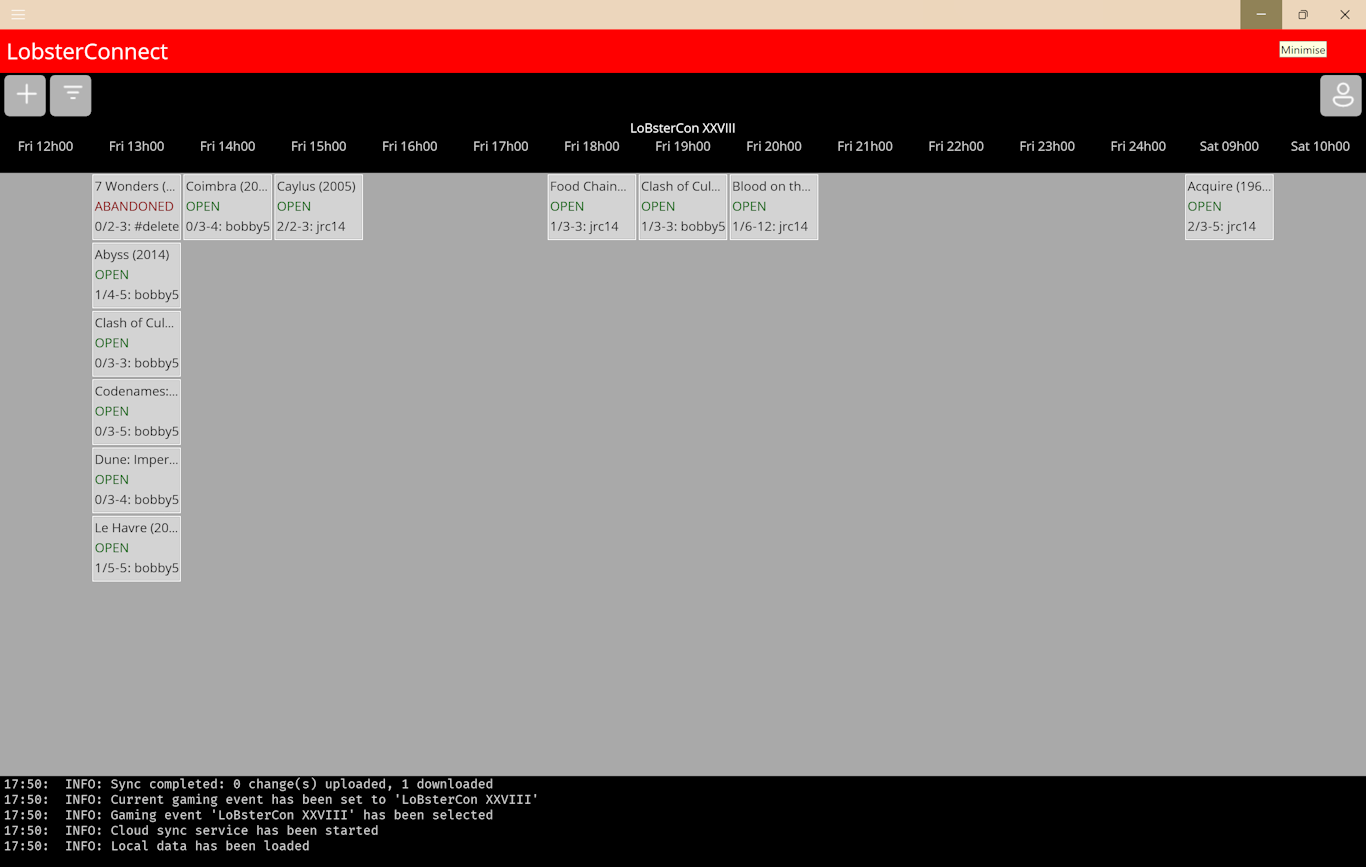 LobsterConnect
Minimise
LoBsterCon XXVIII
Fri 12h00 Fri 13h00 Fri 14h00 Fri 15h00 Fri 16h00 Fri 17h00 Fri 18h00 Fri 19h00 Fri 20h00 Fri 21h00 Fri 22h00 Fri 23h00 Fri 24h00 Sat 09h00 Sat 10h00
7 Wonders (... Coimbra (20... Caylus (2005) Food Chain... Clash of Cul... Blood on th... Acquire (196...
ABANDONED OPEN OPEN OPEN OPEN OPEN OPEN
0/2-3: #delete 0/3-4: bobby5 2/2-3: jrc14 1/3-3: jrc14 1/3-3: bobby5 1/6-12: jrc14 2/3-5: jrc14
Abyss (2014)
OPEN
1/4-5: bobby5
Clash of Cul...
OPEN
0/3-3: bobby5
Codenames:...
OPEN
0/3-5: bobby5
Dune: Imper...
OPEN
0/3-4: bobby5
Le Havre (20...
OPEN
1/5-5: bobby5
17:50: INFO: Sync completed: 0 change(s) uploaded, 1 downloaded
17:50: INFO: Current gaming event has been set to 'LoBsterCon XXVIII'
17:50: INFO: Gaming event 'LoBsterCon XXVIII' has been selected
17:50: INFO: Cloud sync service has been started
17:50: INFO: Local data has been loaded